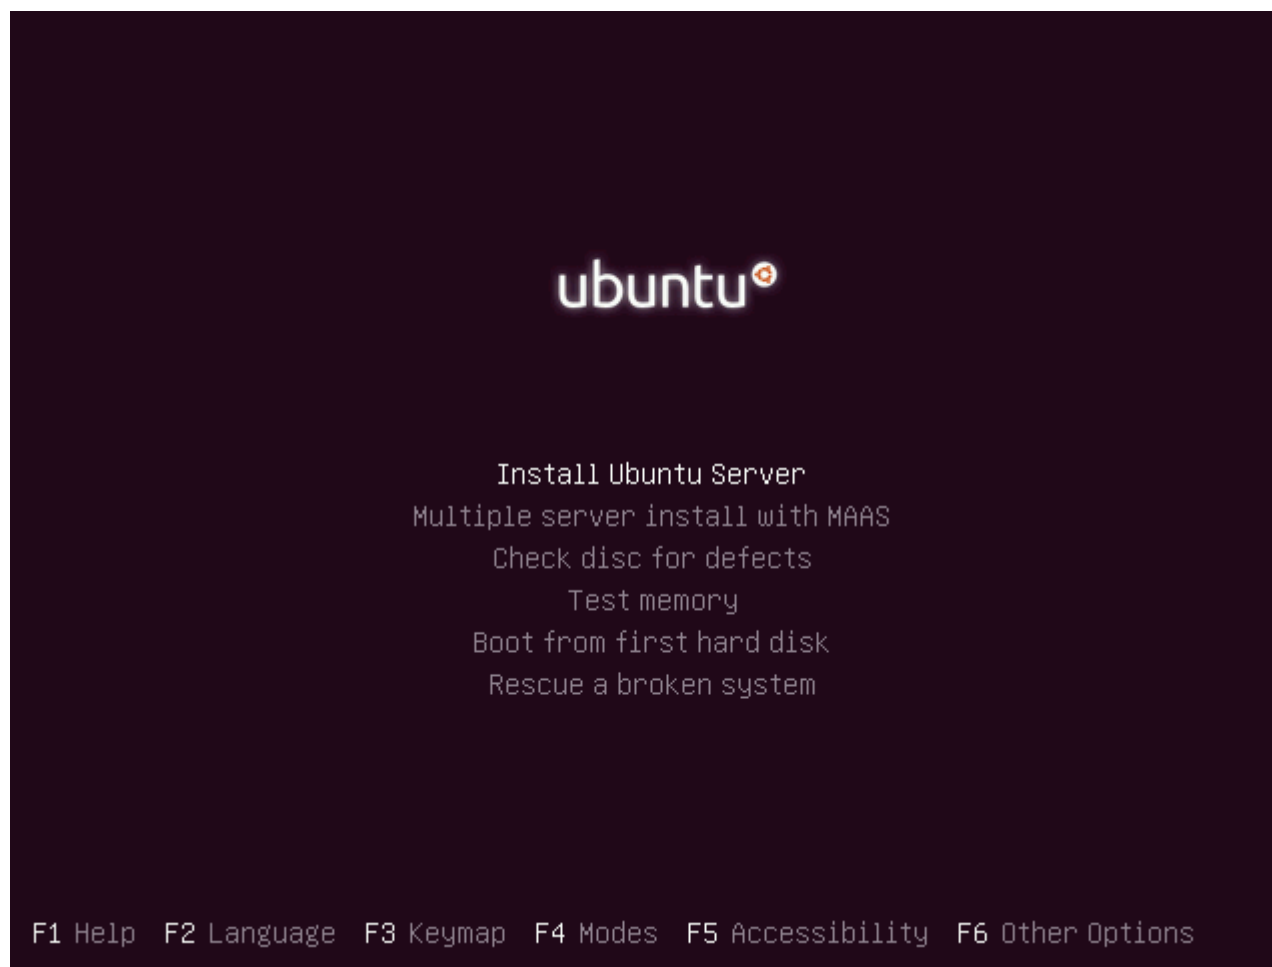 ubuntu
Install Ubuntu Server
Multiple server install with MAAS
Check disc for defects
Test memory
Boot from first hard disk
Rescue a broken system
F1 Help F2 Language F3 Keymap F4 Modes F5 Accessibility F6 Other Options